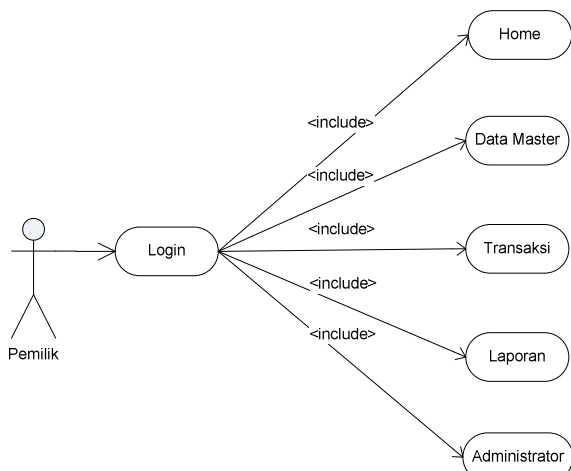 Home
<include>
Data Master
<include>
<include>
Login
Transaksi
<include>
Pemilik
Laporan
<include>
Administrator